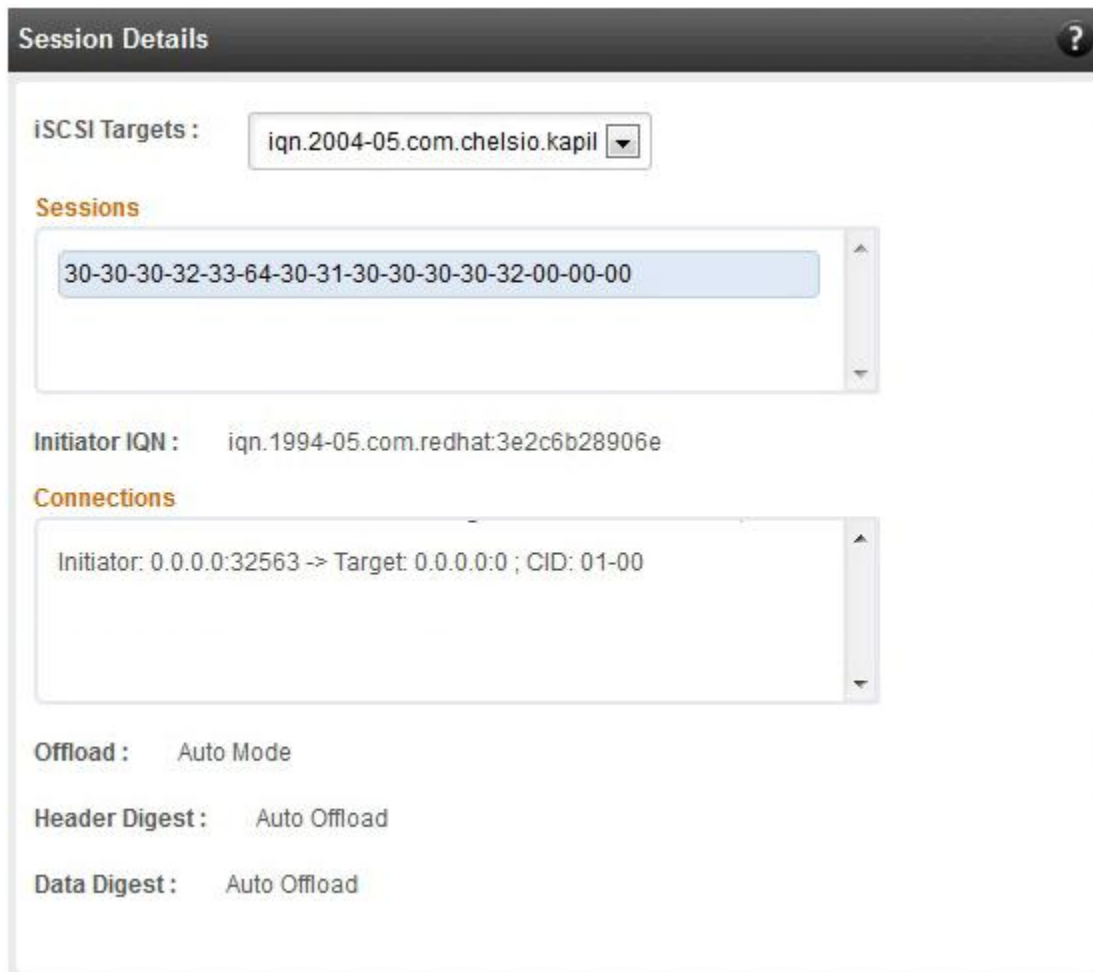 Session Details
?
iSCSI Targets : iqn.2004-05.com.chelsio.kapil
Sessions
30-30-30-32-33-64-30-31-30-30-30-30-32-00-00-00
Initiator IQN : iqn.1994-05.com.redhat:3e2c6b28906e
Connections
Initiator: 0.0.0.0:32563 -> Target: 0.0.0.0:0 ; CID: 01-00
Offload : Auto Mode
Header Digest : Auto Offload
Data Digest : Auto Offload